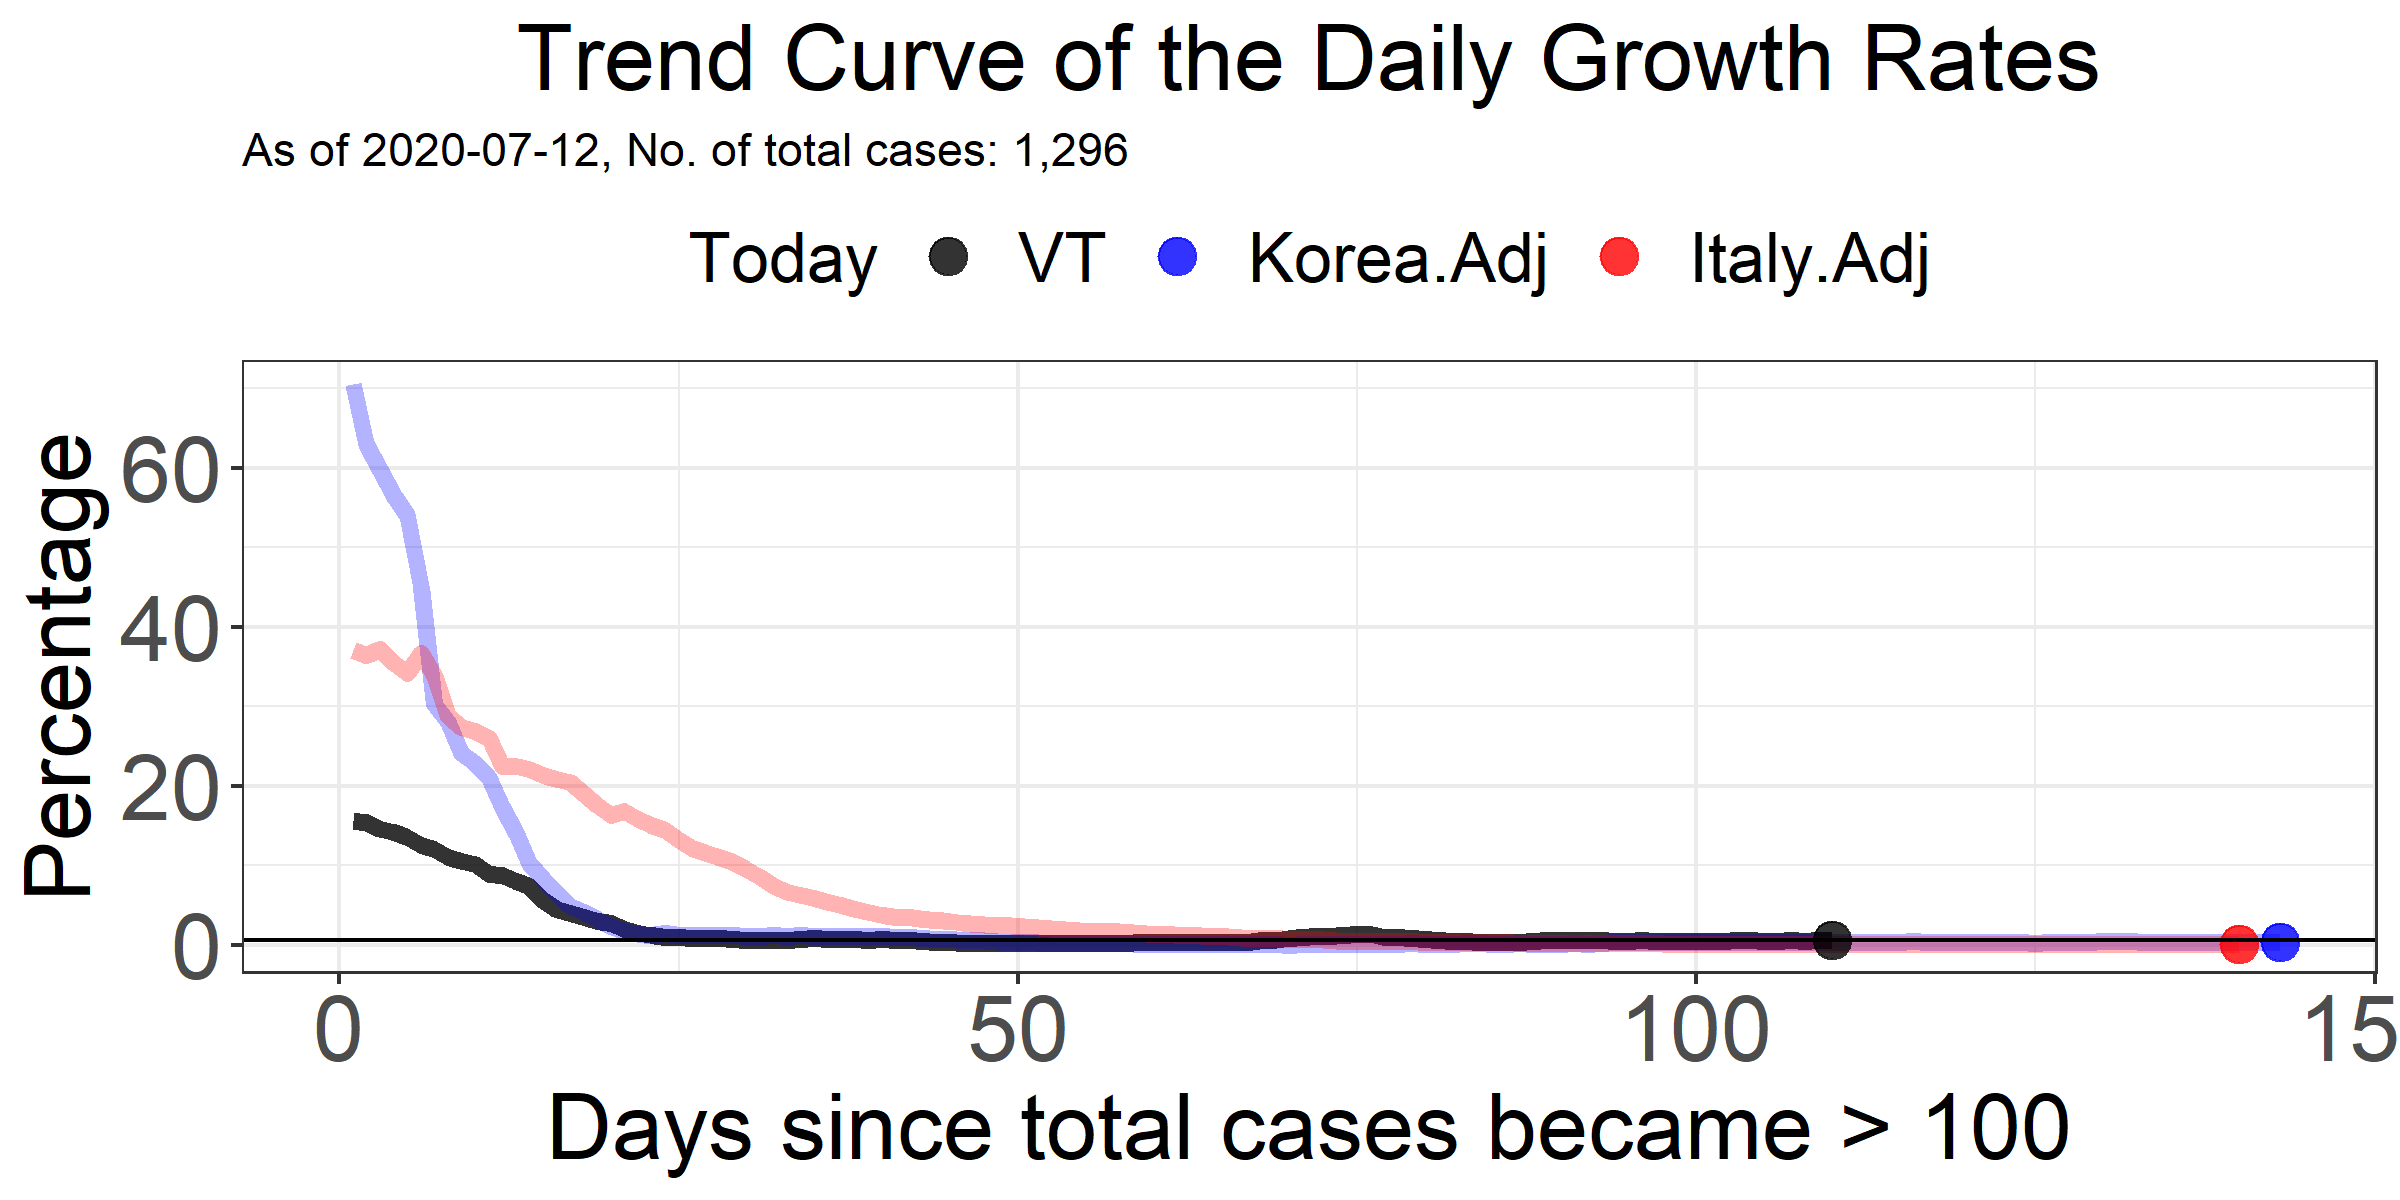 Trend Curve of the Daily Growth Rates
As of 2020-07-12, No. of total cases: 1,296
Today VT Korea.Adj Italy.Adj
Percentage
60
40
20
0
0 50 100 15
Days since total cases became > 100